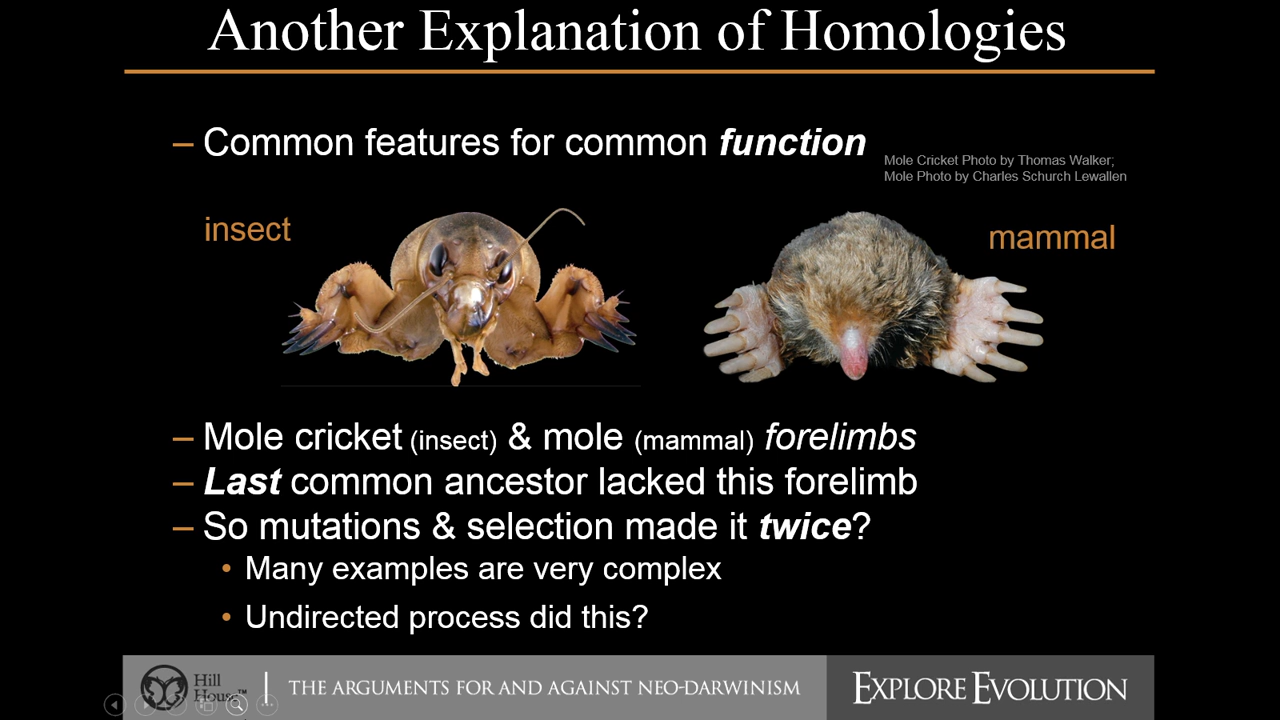 Another Explanation of Homologies
– Common features for common function
Mole Cricket Photo by Thomas Walker;
Mole Photo by Charles Schurch Lewallen
insect
mammal
– Mole cricket (insect) & mole (mammal) forelimbs
– Last common ancestor lacked this forelimb
– So mutations & selection made it twice?
• Many examples are very complex
• Undirected process did this?
Hill
House™
THE ARGUMENTS FOR AND AGAINST NEO-DARWINISM
EXPLORE EVOLUTION